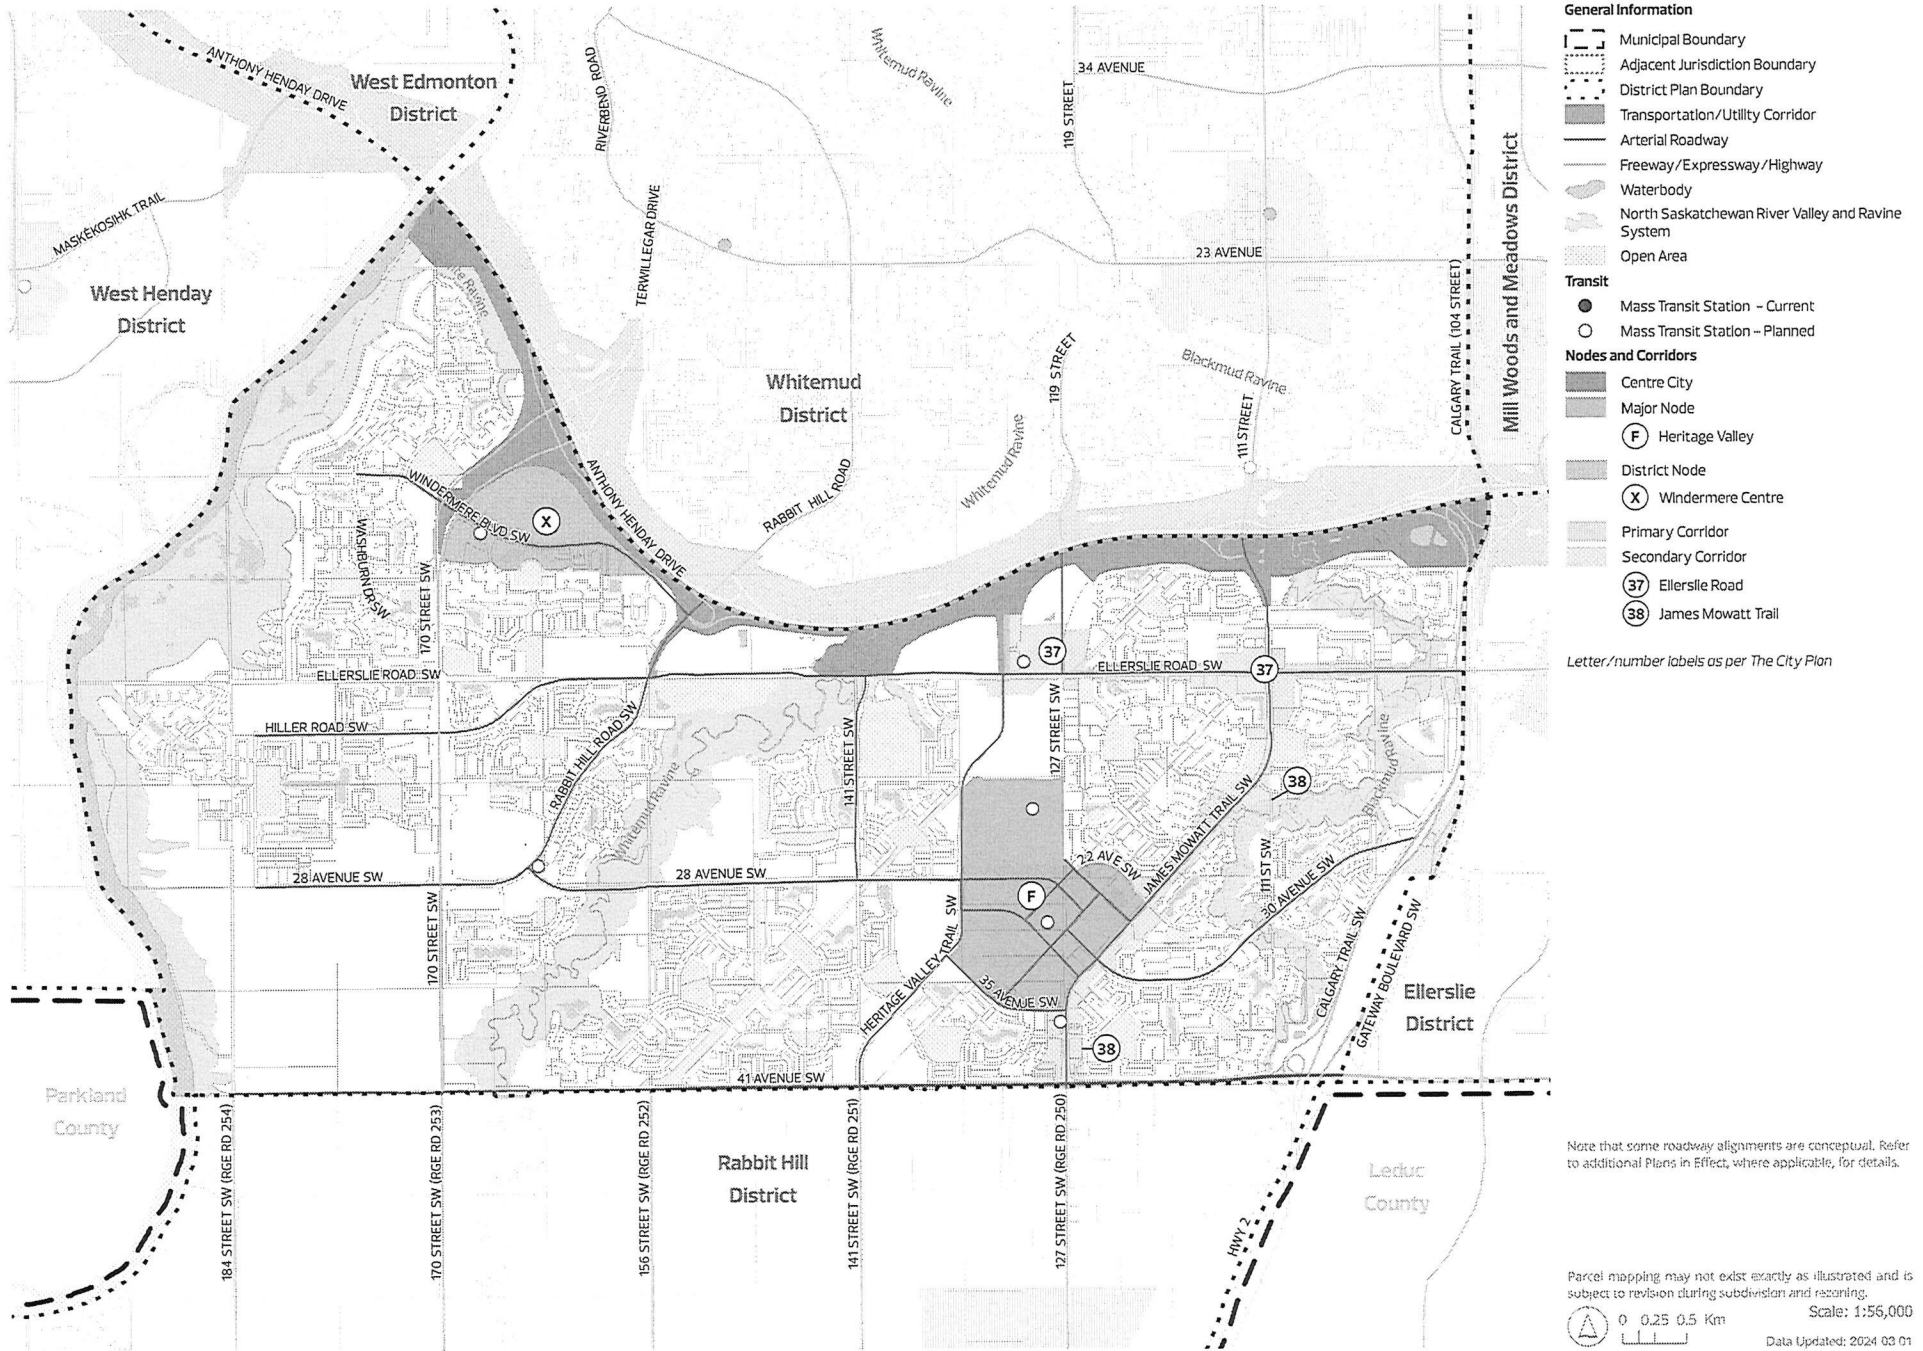 General Information
Municipal Boundary
Adjacent Jurisdiction Boundary
District Plan Boundary
Transportation/Utility Corridor
Arterial Roadway
Freeway/Expressway/Highway
Waterbody
North Saskatchewan River Valley and Ravine
System
Open Area
Transit
Mass Transit Station - Current
Mass Transit Station - Planned
Nodes and Corridors
Centre City
Major Node
F Heritage Valley
District Node
X Windermere Centre
Primary Corridor
Secondary Corridor
37 Ellerslie Road
38 James Mowatt Trail
Letter/number labels as per The City Plan
Note that some roadway alignments are conceptual. Refer
to additional Plans in Effect, where applicable, for details.
Parcel mapping may not exist exactly as illustrated and is
subject to revision during subdivision and rezoning.
Scale: 1:56,000
0 0.25 0.5 Km
Data Updated: 2024 03 01
ANTHONY HENDAY DRIVE
West Edmonton
District
RIVERBEND ROAD
Whitemud Ravine
34 AVENUE
119 STREET
MASKÊKOSIHK TRAIL
West Henday
District
TERWILLEGAR DRIVE
23 AVENUE
CALGARY TRAIL (104 STREET)
Mill Woods and Meadows District
Whitemud
District
119 STREET
Blackmud Ravine
111 STREET
Whitemud Ravine
RABBIT HILL ROAD
ANTHONY HENDAY DRIVE
WINDERMERE BLVD SW
X
WASHBURN DR SW
170 STREET SW
37
ELLERSLIE ROAD SW
ELLERSLIE ROAD SW
37
HILLER ROAD SW
RABBIT HILL ROAD SW
Whitemud Ravine
141 STREET SW
127 STREET SW
38
JAMES MOWATT TRAIL SW
Blackmud Ravine
28 AVENUE SW
28 AVENUE SW
22 AVE SW
111 ST SW
30 AVENUE SW
F
170 STREET SW
HERITAGE VALLEY TRAIL SW
35 AVENUE SW
CALGARY TRAIL SW
GATEWAY BOULEVARD SW
Ellerslie
District
38
41 AVENUE SW
Parkland
County
184 STREET SW (RGE RD 254)
170 STREET SW (RGE RD 253)
156 STREET SW (RGE RD 252)
141 STREET SW (RGE RD 251)
127 STREET SW (RGE RD 250)
Rabbit Hill
District
Leduc
County
HWY 2